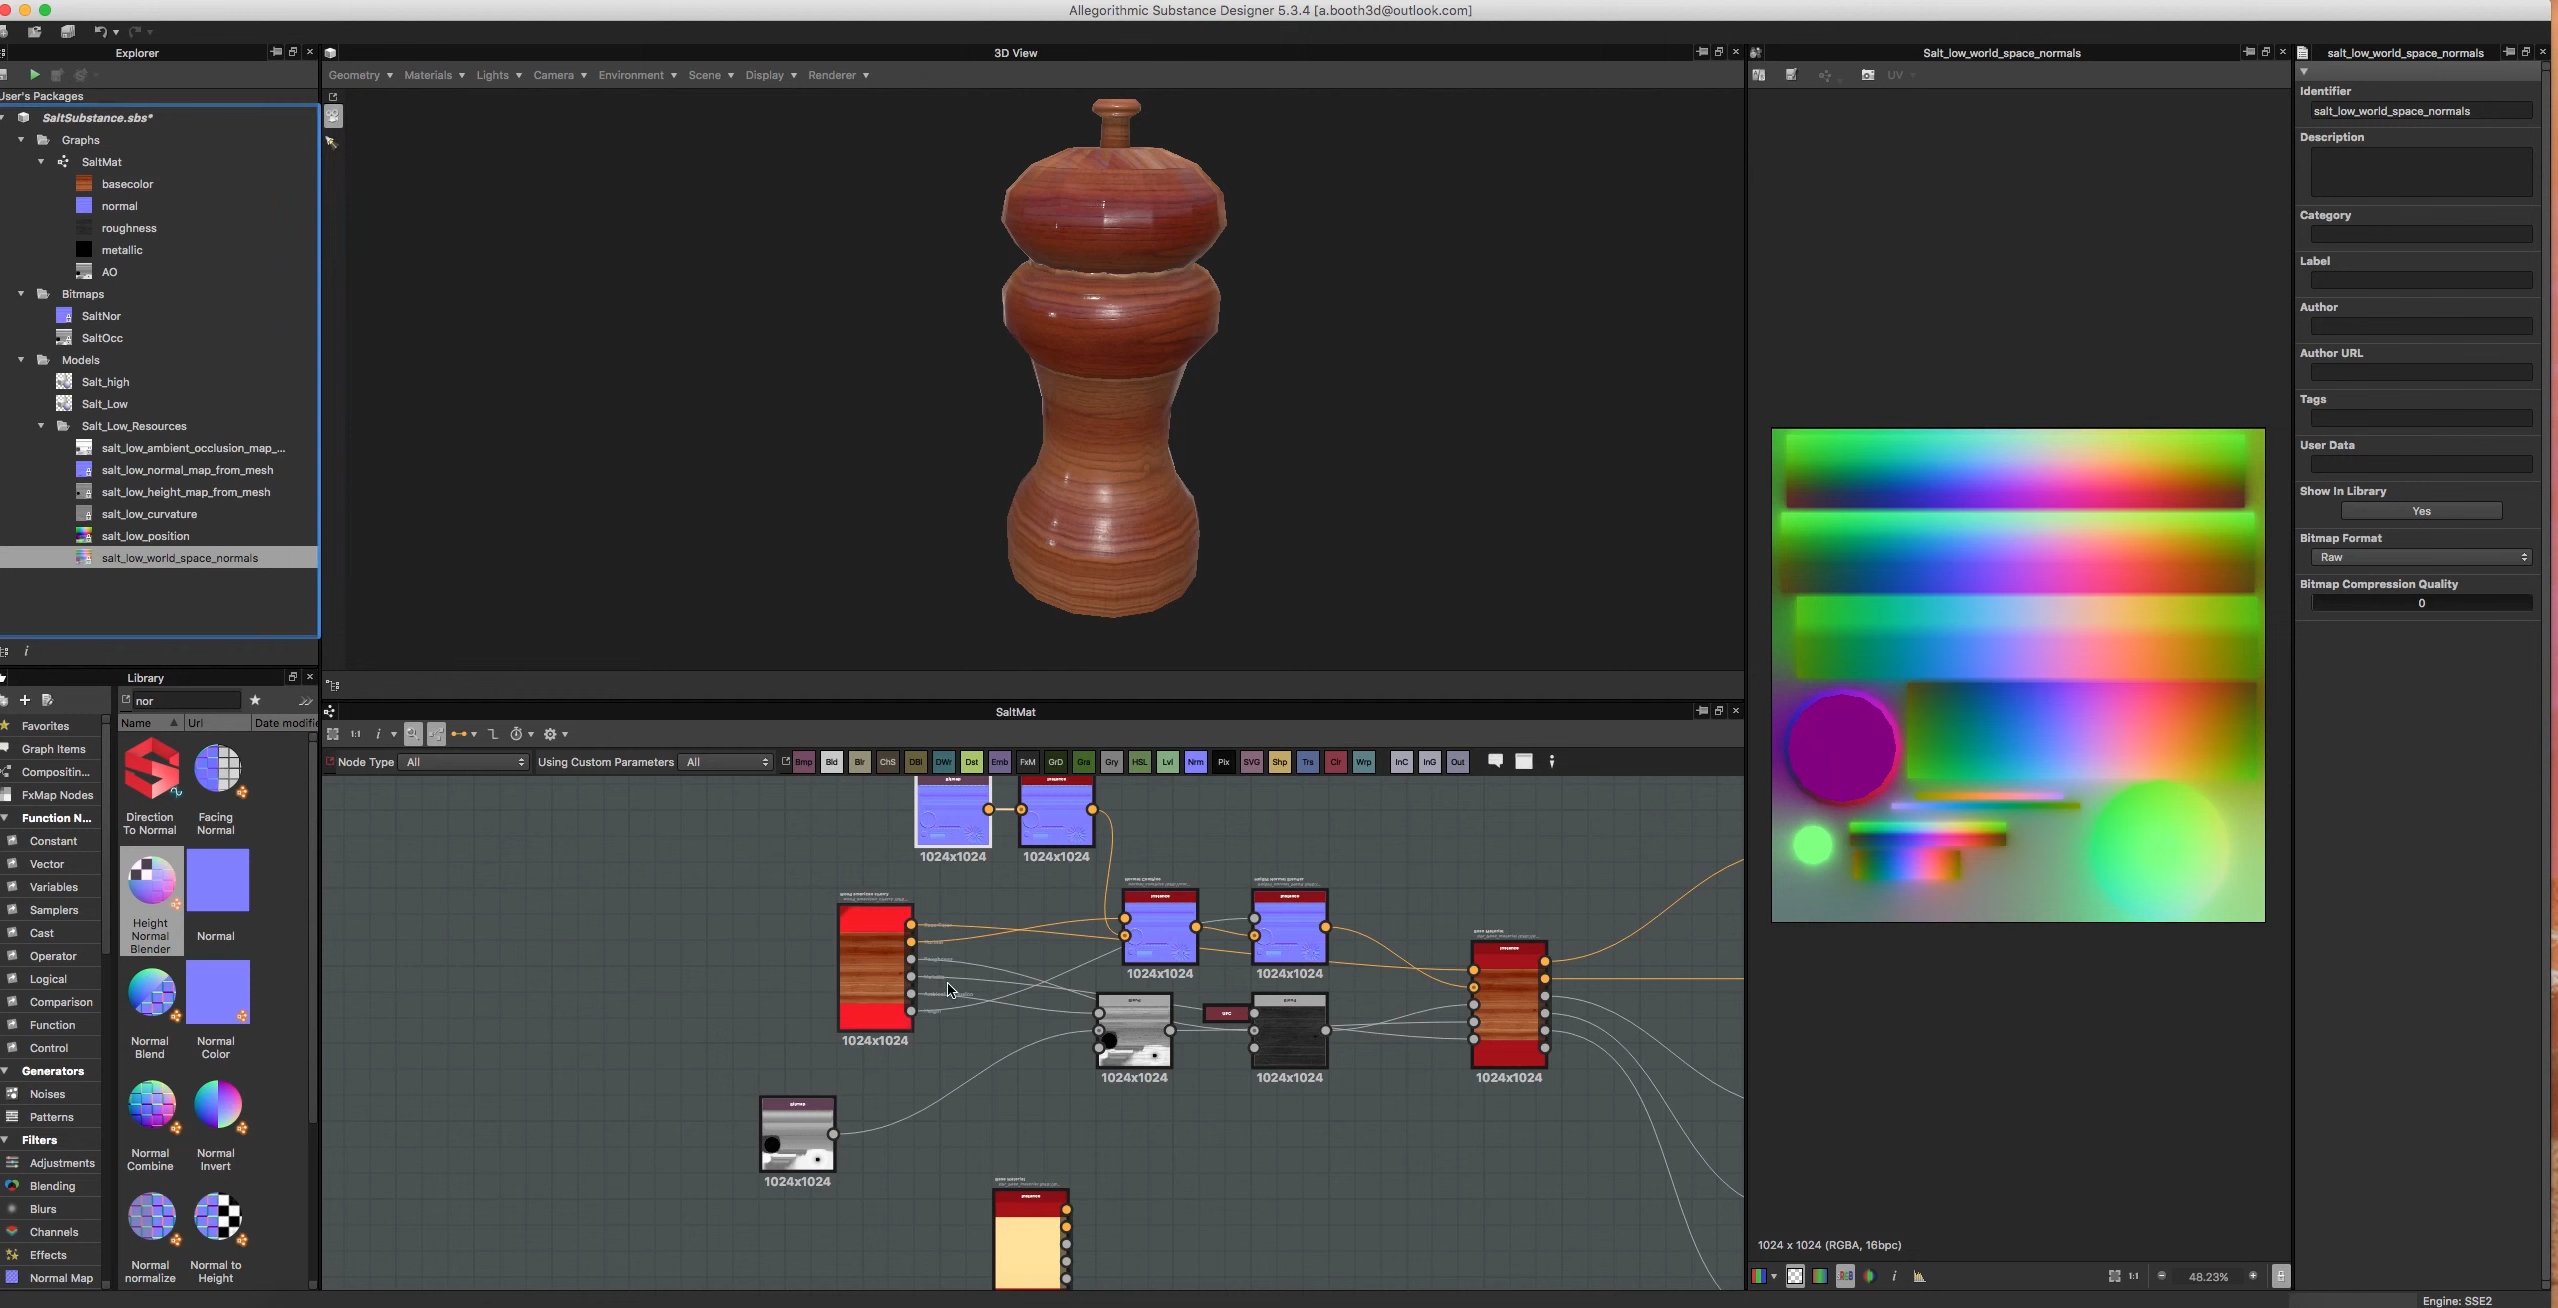 Allegorithmic Substance Designer 5.3.4 [a.booth3d@outlook.com]
Explorer
User's Packages
SaltSubstance.sbs*
Graphs
SaltMat
basecolor
normal
roughness
metallic
AO
Bitmaps
SaltNor
SaltOcc
Models
Salt_high
Salt_Low
Salt_Low_Resources
salt_low_ambient_occlusion_map_...
salt_low_normal_map_from_mesh
salt_low_height_map_from_mesh
salt_low_curvature
salt_low_position
salt_low_world_space_normals
Library
nor
Name Url Date modifie
Favorites
Graph Items
Compositin...
FxMap Nodes
Function N...
Constant
Vector
Variables
Samplers
Cast
Operator
Logical
Comparison
Function
Control
Generators
Noises
Patterns
Filters
Adjustments
Blending
Blurs
Channels
Effects
Normal Map
Direction To Normal
Facing Normal
Height Normal Blender
Normal
Normal Blend
Normal Color
Normal Combine
Normal Invert
Normal normalize
Normal to Height
3D View
Geometry Materials Lights Camera Environment Scene Display Renderer
SaltMat
1:1
Node Type All Using Custom Parameters All
Bmp Bld Blr ChS DBl DWr Dst Emb FxM GrD Gra Gry HSL Lvl Nrm Pix SVG Shp Trs Clr Wrp InC InG Out
1024x1024 1024x1024
1024x1024 1024x1024
1024x1024
1024x1024 1024x1024 1024x1024
1024x1024
Salt_low_world_space_normals
UV
1024 x 1024 (RGBA, 16bpc)
1:1 48.23%
salt_low_world_space_normals
Identifier
salt_low_world_space_normals
Description
Category
Label
Author
Author URL
Tags
User Data
Show In Library
Yes
Bitmap Format
Raw
Bitmap Compression Quality
0
Engine: SSE2